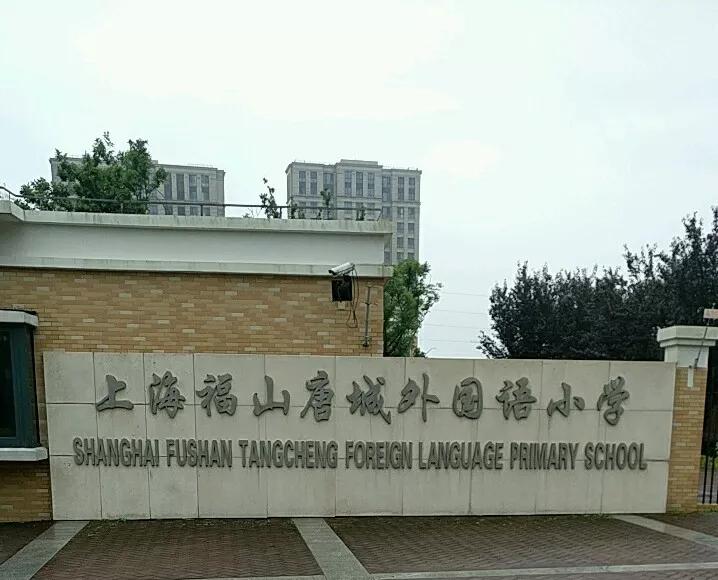 上海福山唐城外国语小学
SHANGHAI FUSHAN TANGCHENG FOREIGN LANGUAGE PRIMARY SCHOOL